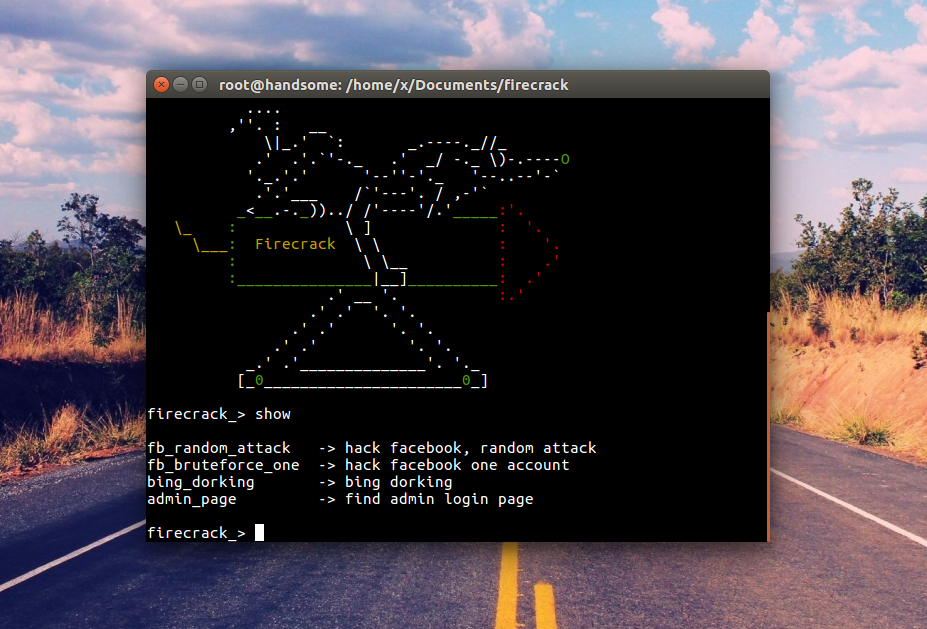 root@handsome: /home/x/Documents/firecrack
Firecrack
firecrack_> show
fb_random_attack -> hack facebook, random attack
fb_bruteforce_one -> hack facebook one account
bing_dorking -> bing dorking
admin_page -> find admin login page
firecrack_>